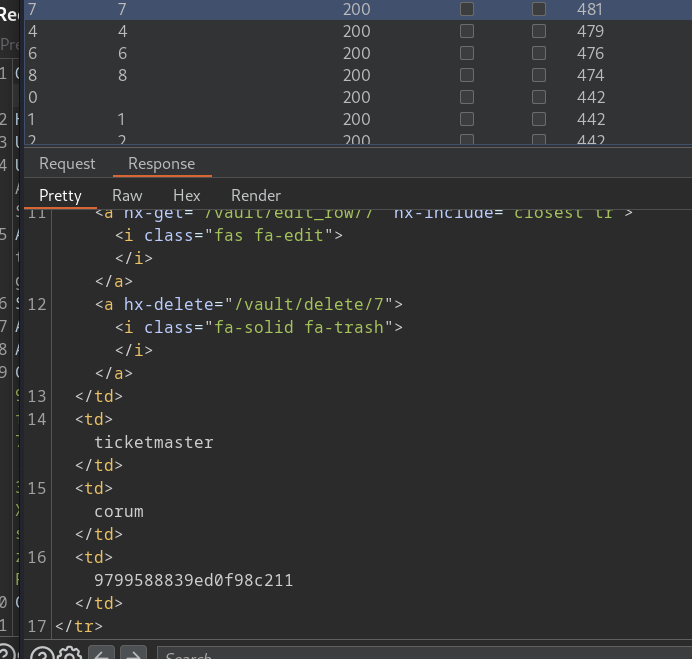 7 7 200 481
4 4 200 479
6 6 200 476
8 8 200 474
0 200 442
1 1 200 442
2 2 200 442
Request Response
Pretty Raw Hex Render
11 <a hx-get="/vault/edit_row/7" hx-include="closest tr">
<i class="fas fa-edit">
</i>
</a>
12 <a hx-delete="/vault/delete/7">
<i class="fa-solid fa-trash">
</i>
</a>
13 </td>
14 <td>
ticketmaster
</td>
15 <td>
corum
</td>
16 <td>
9799588839ed0f98c211
</td>
17 </tr>
Search